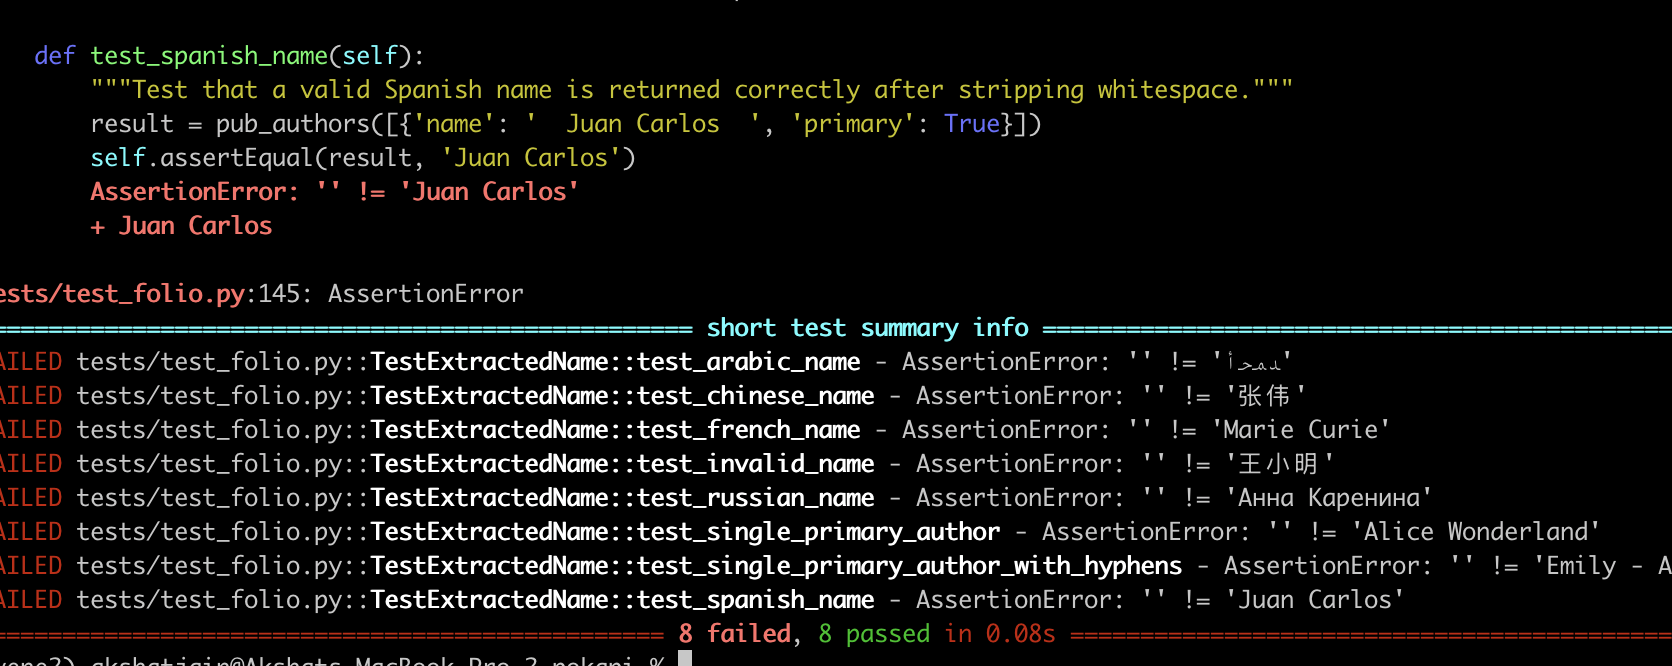 def test_spanish_name(self):
"""Test that a valid Spanish name is returned correctly after stripping whitespace."""
result = pub_authors([{'name': '  Juan Carlos  ', 'primary': True}])
self.assertEqual(result, 'Juan Carlos')
AssertionError: '' != 'Juan Carlos'
+ Juan Carlos
ests/test_folio.py:145: AssertionError
short test summary info
AILED tests/test_folio.py::TestExtractedName::test_arabic_name - AssertionError: '' != 'أحمد'
AILED tests/test_folio.py::TestExtractedName::test_chinese_name - AssertionError: '' != '张伟'
AILED tests/test_folio.py::TestExtractedName::test_french_name - AssertionError: '' != 'Marie Curie'
AILED tests/test_folio.py::TestExtractedName::test_invalid_name - AssertionError: '' != '王小明'
AILED tests/test_folio.py::TestExtractedName::test_russian_name - AssertionError: '' != 'Анна Каренина'
AILED tests/test_folio.py::TestExtractedName::test_single_primary_author - AssertionError: '' != 'Alice Wonderland'
AILED tests/test_folio.py::TestExtractedName::test_single_primary_author_with_hyphens - AssertionError: '' != 'Emily - A
AILED tests/test_folio.py::TestExtractedName::test_spanish_name - AssertionError: '' != 'Juan Carlos'
8 failed, 8 passed in 0.08s
akshatjain@Akshats-MacBook-Pro-2 %